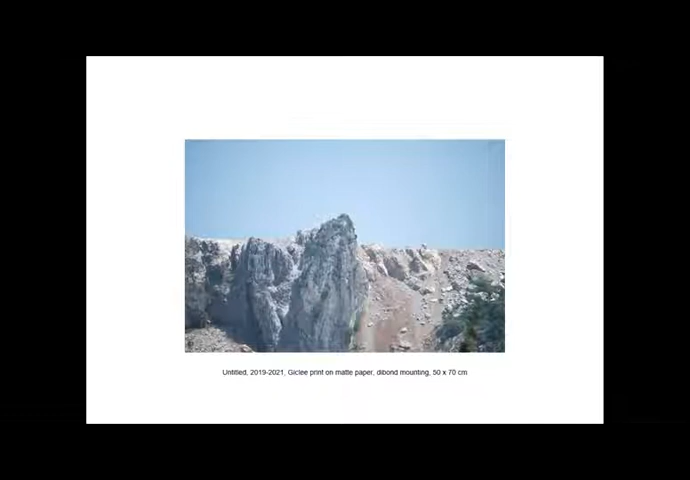 Untitled, 2019-2021, Giclee print on matte paper, dibond mounting, 50 x 70 cm